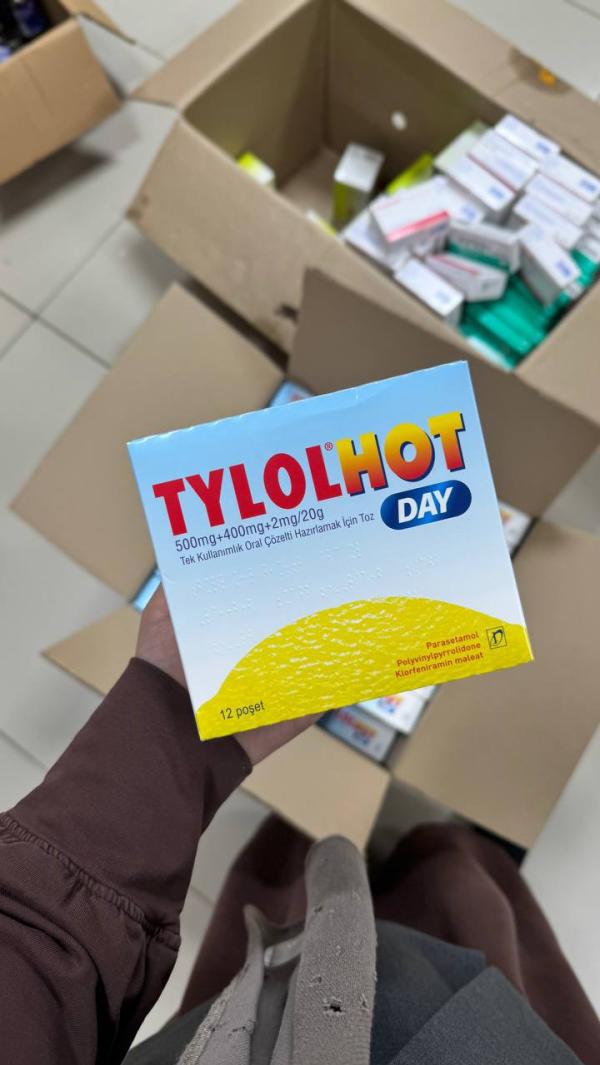 TYLOL®HOT
DAY
500mg+400mg+2mg/20g
Tek Kullanımlık Oral Çözelti Hazırlamak İçin Toz
Parasetamol
Polyvinylpyrrolidone
Klorfeniramin maleat
12 poşet